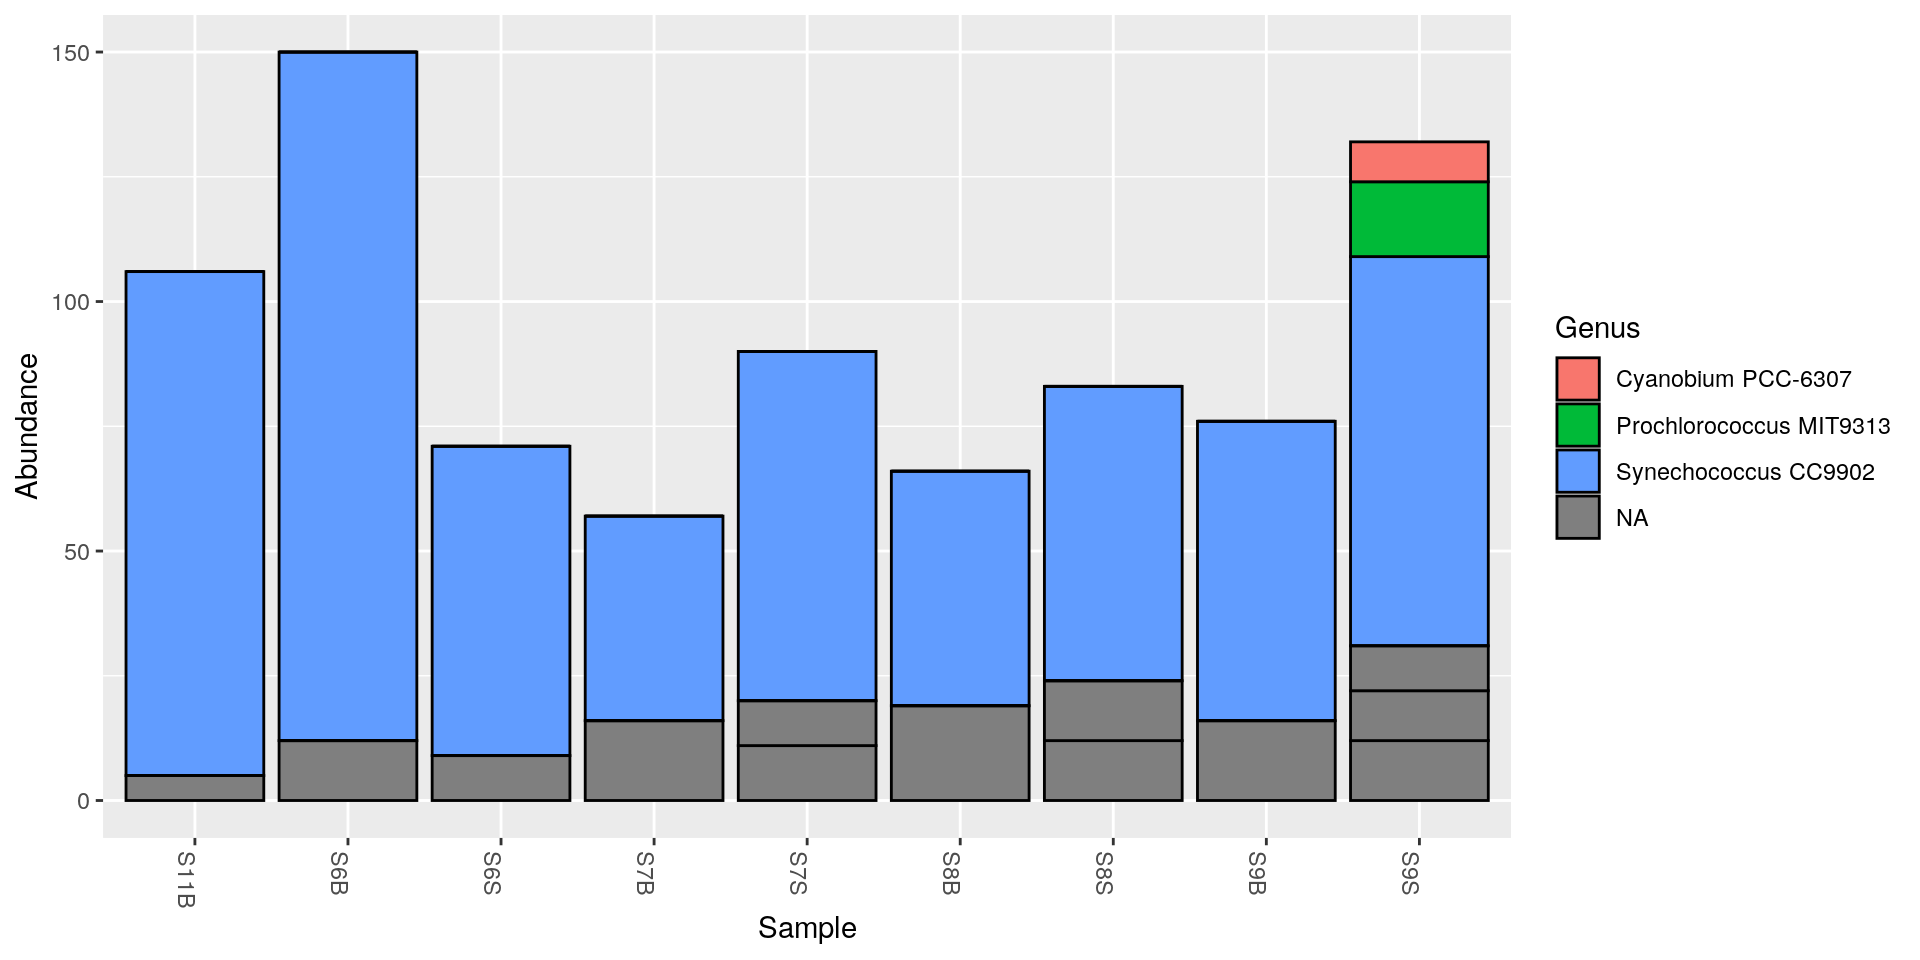 150
100
50
0
Abundance
S11B
S6B
S6S
S7B
S7S
S8B
S8S
S9B
S9S
Sample
Genus
Cyanobium PCC-6307
Prochlorococcus MIT9313
Synechococcus CC9902
NA